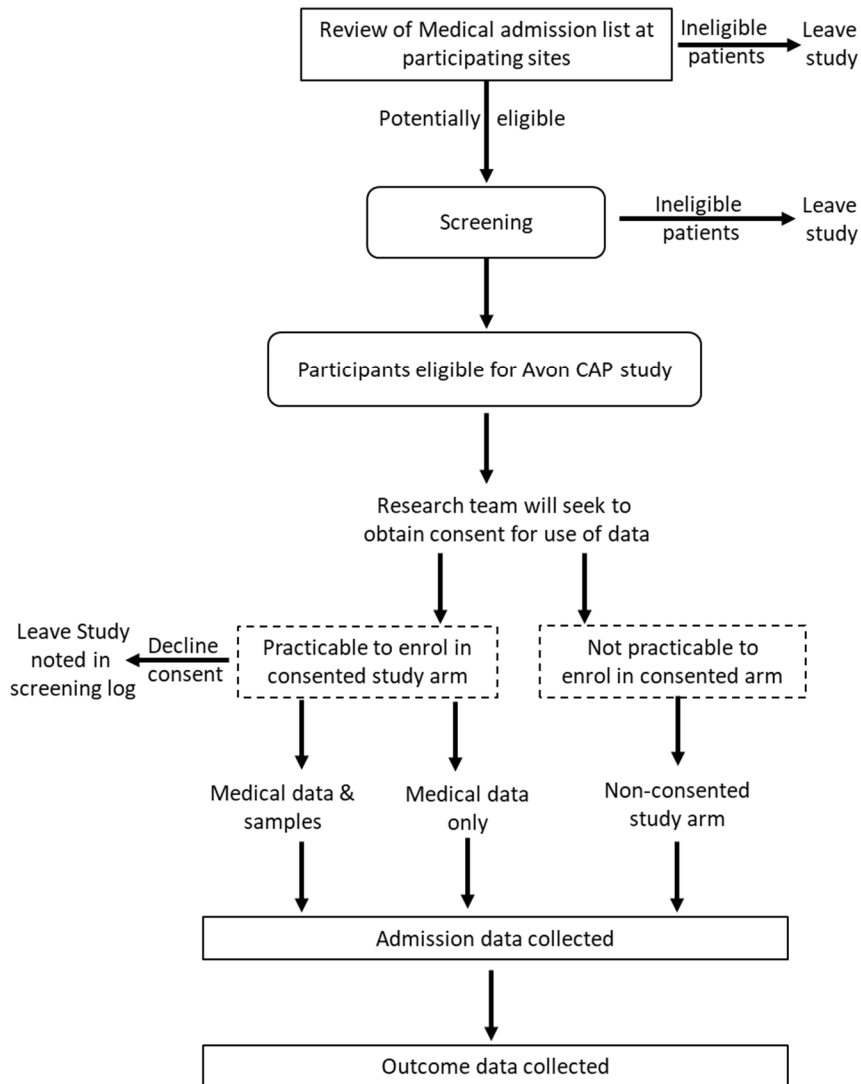 Review of Medical admission list at
participating sites
Ineligible
patients
Leave
study
Potentially eligible
Screening
Ineligible
patients
Leave
study
Participants eligible for Avon CAP study
Research team will seek to
obtain consent for use of data
Leave Study
noted in
screening log
Decline
consent
Practicable to enrol in
consented study arm
Not practicable to
enrol in consented arm
Medical data &
samples
Medical data
only
Non-consented
study arm
Admission data collected
Outcome data collected